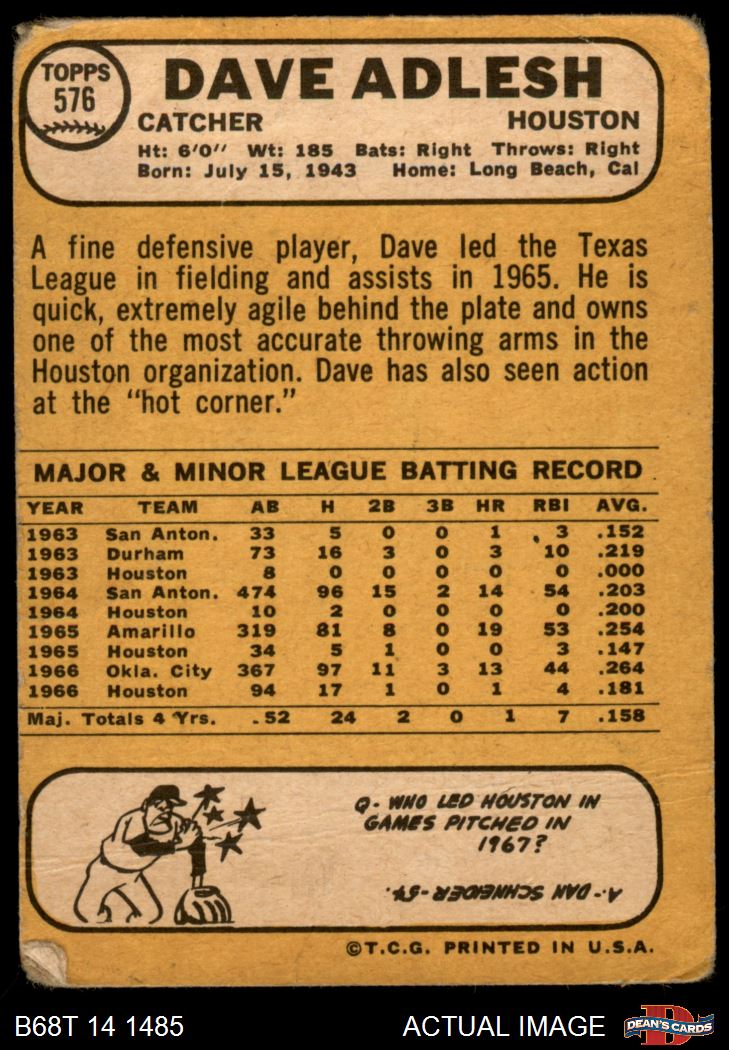 TOPPS
576
DAVE ADLESH
CATCHER HOUSTON
Ht: 6'0" Wt: 185 Bats: Right Throws: Right
Born: July 15, 1943 Home: Long Beach, Cal
A fine defensive player, Dave led the Texas
League in fielding and assists in 1965. He is
quick, extremely agile behind the plate and owns
one of the most accurate throwing arms in the
Houston organization. Dave has also seen action
at the "hot corner."
MAJOR & MINOR LEAGUE BATTING RECORD
YEAR TEAM AB H 2B 3B HR RBI AVG.
1963 San Anton. 33 5 0 0 1 3 .152
1963 Durham 73 16 3 0 3 10 .219
1963 Houston 8 0 0 0 0 0 .000
1964 San Anton. 474 96 15 2 14 54 .203
1964 Houston 10 2 0 0 0 0 .200
1965 Amarillo 319 81 8 0 19 53 .254
1965 Houston 34 5 1 0 0 3 .147
1966 Okla. City 367 97 11 3 13 44 .264
1966 Houston 94 17 1 0 1 4 .181
Maj. Totals 4 Yrs. 52 24 2 0 1 7 .158
Q - WHO LED HOUSTON IN
GAMES PITCHED IN
1967?
A - DAN SCHNEIDER - 54.
©T.C.G. PRINTED IN U.S.A.
B68T 14 1485 ACTUAL IMAGE DEAN'S CARDS